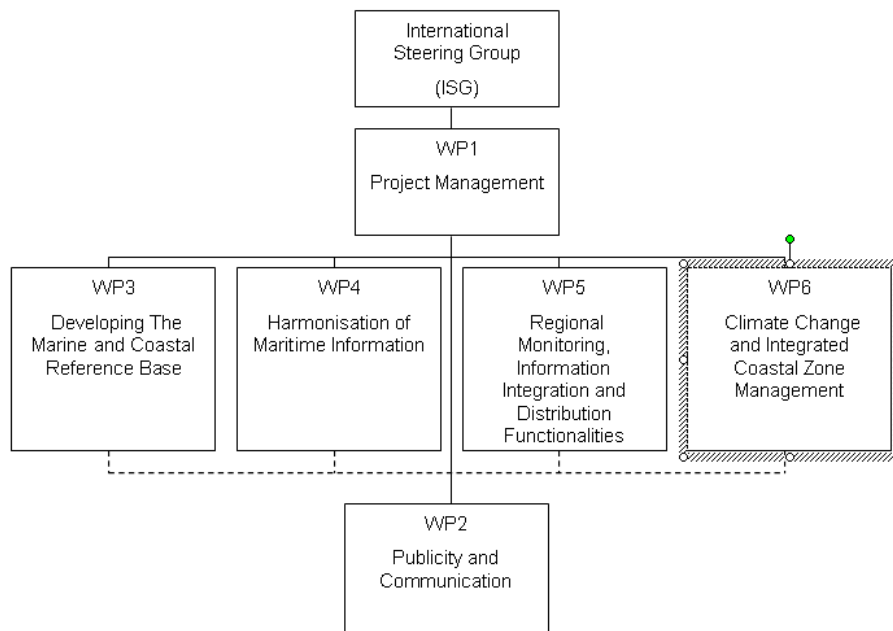 International
Steering Group
(ISG)
WP1
Project Management
WP3
Developing The
Marine and Coastal
Reference Base
WP4
Harmonisation of
Maritime Information
WP5
Regional
Monitoring,
Information
Integration and
Distribution
Functionalities
WP6
Climate Change
and Integrated
Coastal Zone
Management
WP2
Publicity and
Communication